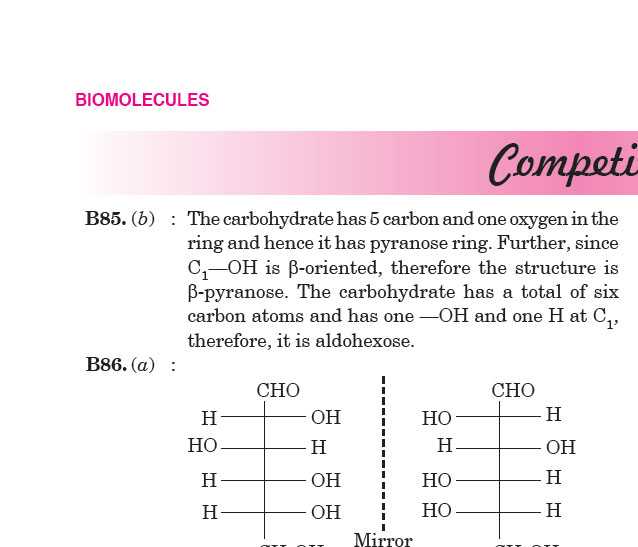 BIOMOLECULES
Competi
B85. (b) : The carbohydrate has 5 carbon and one oxygen in the
ring and hence it has pyranose ring. Further, since
C₁—OH is β-oriented, therefore the structure is
β-pyranose. The carbohydrate has a total of six
carbon atoms and has one —OH and one H at C₁,
therefore, it is aldohexose.
B86. (a) :
CHO CHO
H OH HO H
HO H H OH
H OH HO H
H OH HO H
Mirror